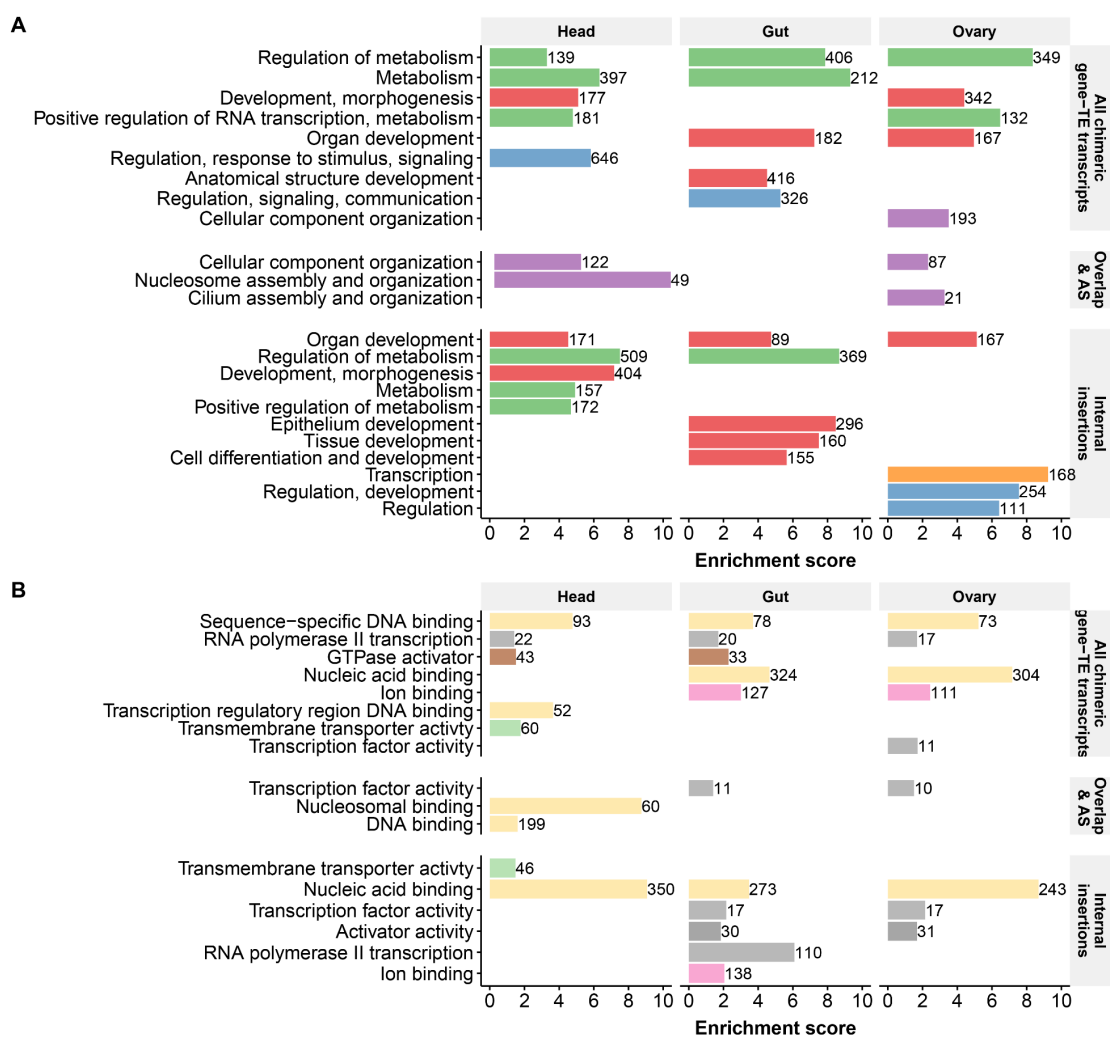 A
Head Gut Ovary
Regulation of metabolism 139 406 349
Metabolism 397 212
Development, morphogenesis 177 342
Positive regulation of RNA transcription, metabolism 181 132
Organ development 182 167
Regulation, response to stimulus, signaling 646
Anatomical structure development 416
Regulation, signaling, communication 326
Cellular component organization 193
All chimeric
gene−TE transcripts
Cellular component organization 122 87
Nucleosome assembly and organization 49
Cilium assembly and organization 21
Overlap
& AS
Organ development 171 89 167
Regulation of metabolism 509 369
Development, morphogenesis 404
Metabolism 157
Positive regulation of metabolism 172
Epithelium development 296
Tissue development 160
Cell differentiation and development 155
Transcription 168
Regulation, development 254
Regulation 111
Internal
insertions
0 2 4 6 8 10 0 2 4 6 8 10 0 2 4 6 8 10
Enrichment score
B
Head Gut Ovary
Sequence−specific DNA binding 93 78 73
RNA polymerase II transcription 22 20 17
GTPase activator 43 33
Nucleic acid binding 324 304
Ion binding 127 111
Transcription regulatory region DNA binding 52
Transmembrane transporter activty 60
Transcription factor activity 11
All chimeric
gene−TE transcripts
Transcription factor activity 11 10
Nucleosomal binding 60
DNA binding 199
Overlap
& AS
Transmembrane transporter activty 46
Nucleic acid binding 350 273 243
Transcription factor activity 17 17
Activator activity 30 31
RNA polymerase II transcription 110
Ion binding 138
Internal
insertions
0 2 4 6 8 10 0 2 4 6 8 10 0 2 4 6 8 10
Enrichment score